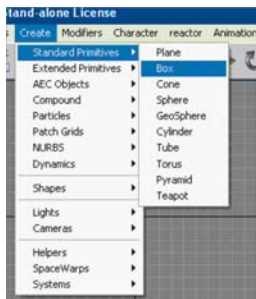 Stand-alone License
Create Modifiers Character reactor Animation
Standard Primitives
Extended Primitives
AEC Objects
Compound
Particles
Patch Grids
NURBS
Dynamics
Shapes
Lights
Cameras
Helpers
SpaceWarps
Systems
Plane
Box
Cone
Sphere
GeoSphere
Cylinder
Tube
Torus
Pyramid
Teapot